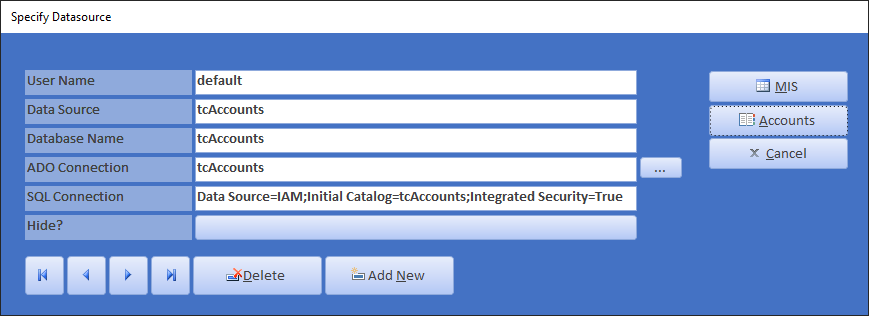 Specify Datasource
User Name default
Data Source tcAccounts
Database Name tcAccounts
ADO Connection tcAccounts ...
SQL Connection Data Source=IAM;Initial Catalog=tcAccounts;Integrated Security=True
Hide?
MIS
Accounts
Cancel
Delete Add New